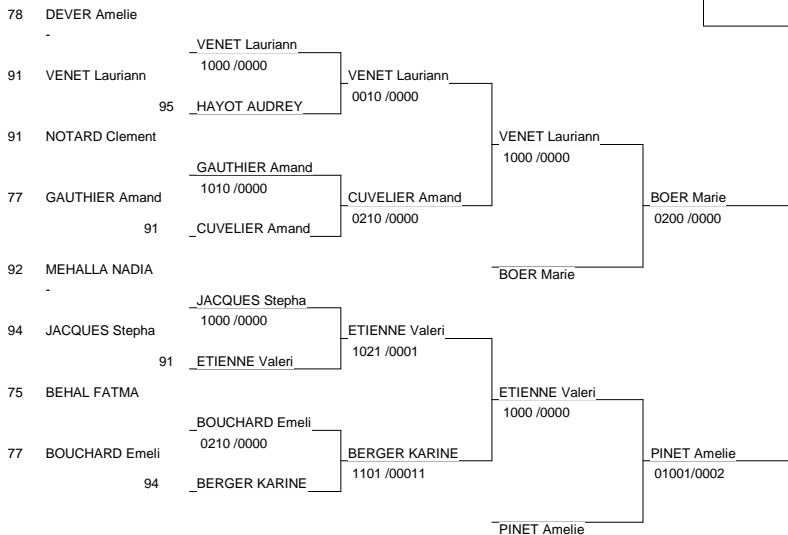 78 DEVER Amelie
-
VENET Lauriann
1000 /0000
91 VENET Lauriann
VENET Lauriann
0010 /0000
95 HAYOT AUDREY
91 NOTARD Clement
VENET Lauriann
1000 /0000
GAUTHIER Amand
1010 /0000
77 GAUTHIER Amand
CUVELIER Amand
0210 /0000
BOER Marie
0200 /0000
91 CUVELIER Amand
92 MEHALLA NADIA
-
BOER Marie
JACQUES Stepha
1000 /0000
94 JACQUES Stepha
ETIENNE Valeri
1021 /0001
91 ETIENNE Valeri
75 BEHAL FATMA
ETIENNE Valeri
1000 /0000
BOUCHARD Emeli
0210 /0000
77 BOUCHARD Emeli
BERGER KARINE
1101 /00011
PINET Amelie
01001/0002
94 BERGER KARINE
PINET Amelie